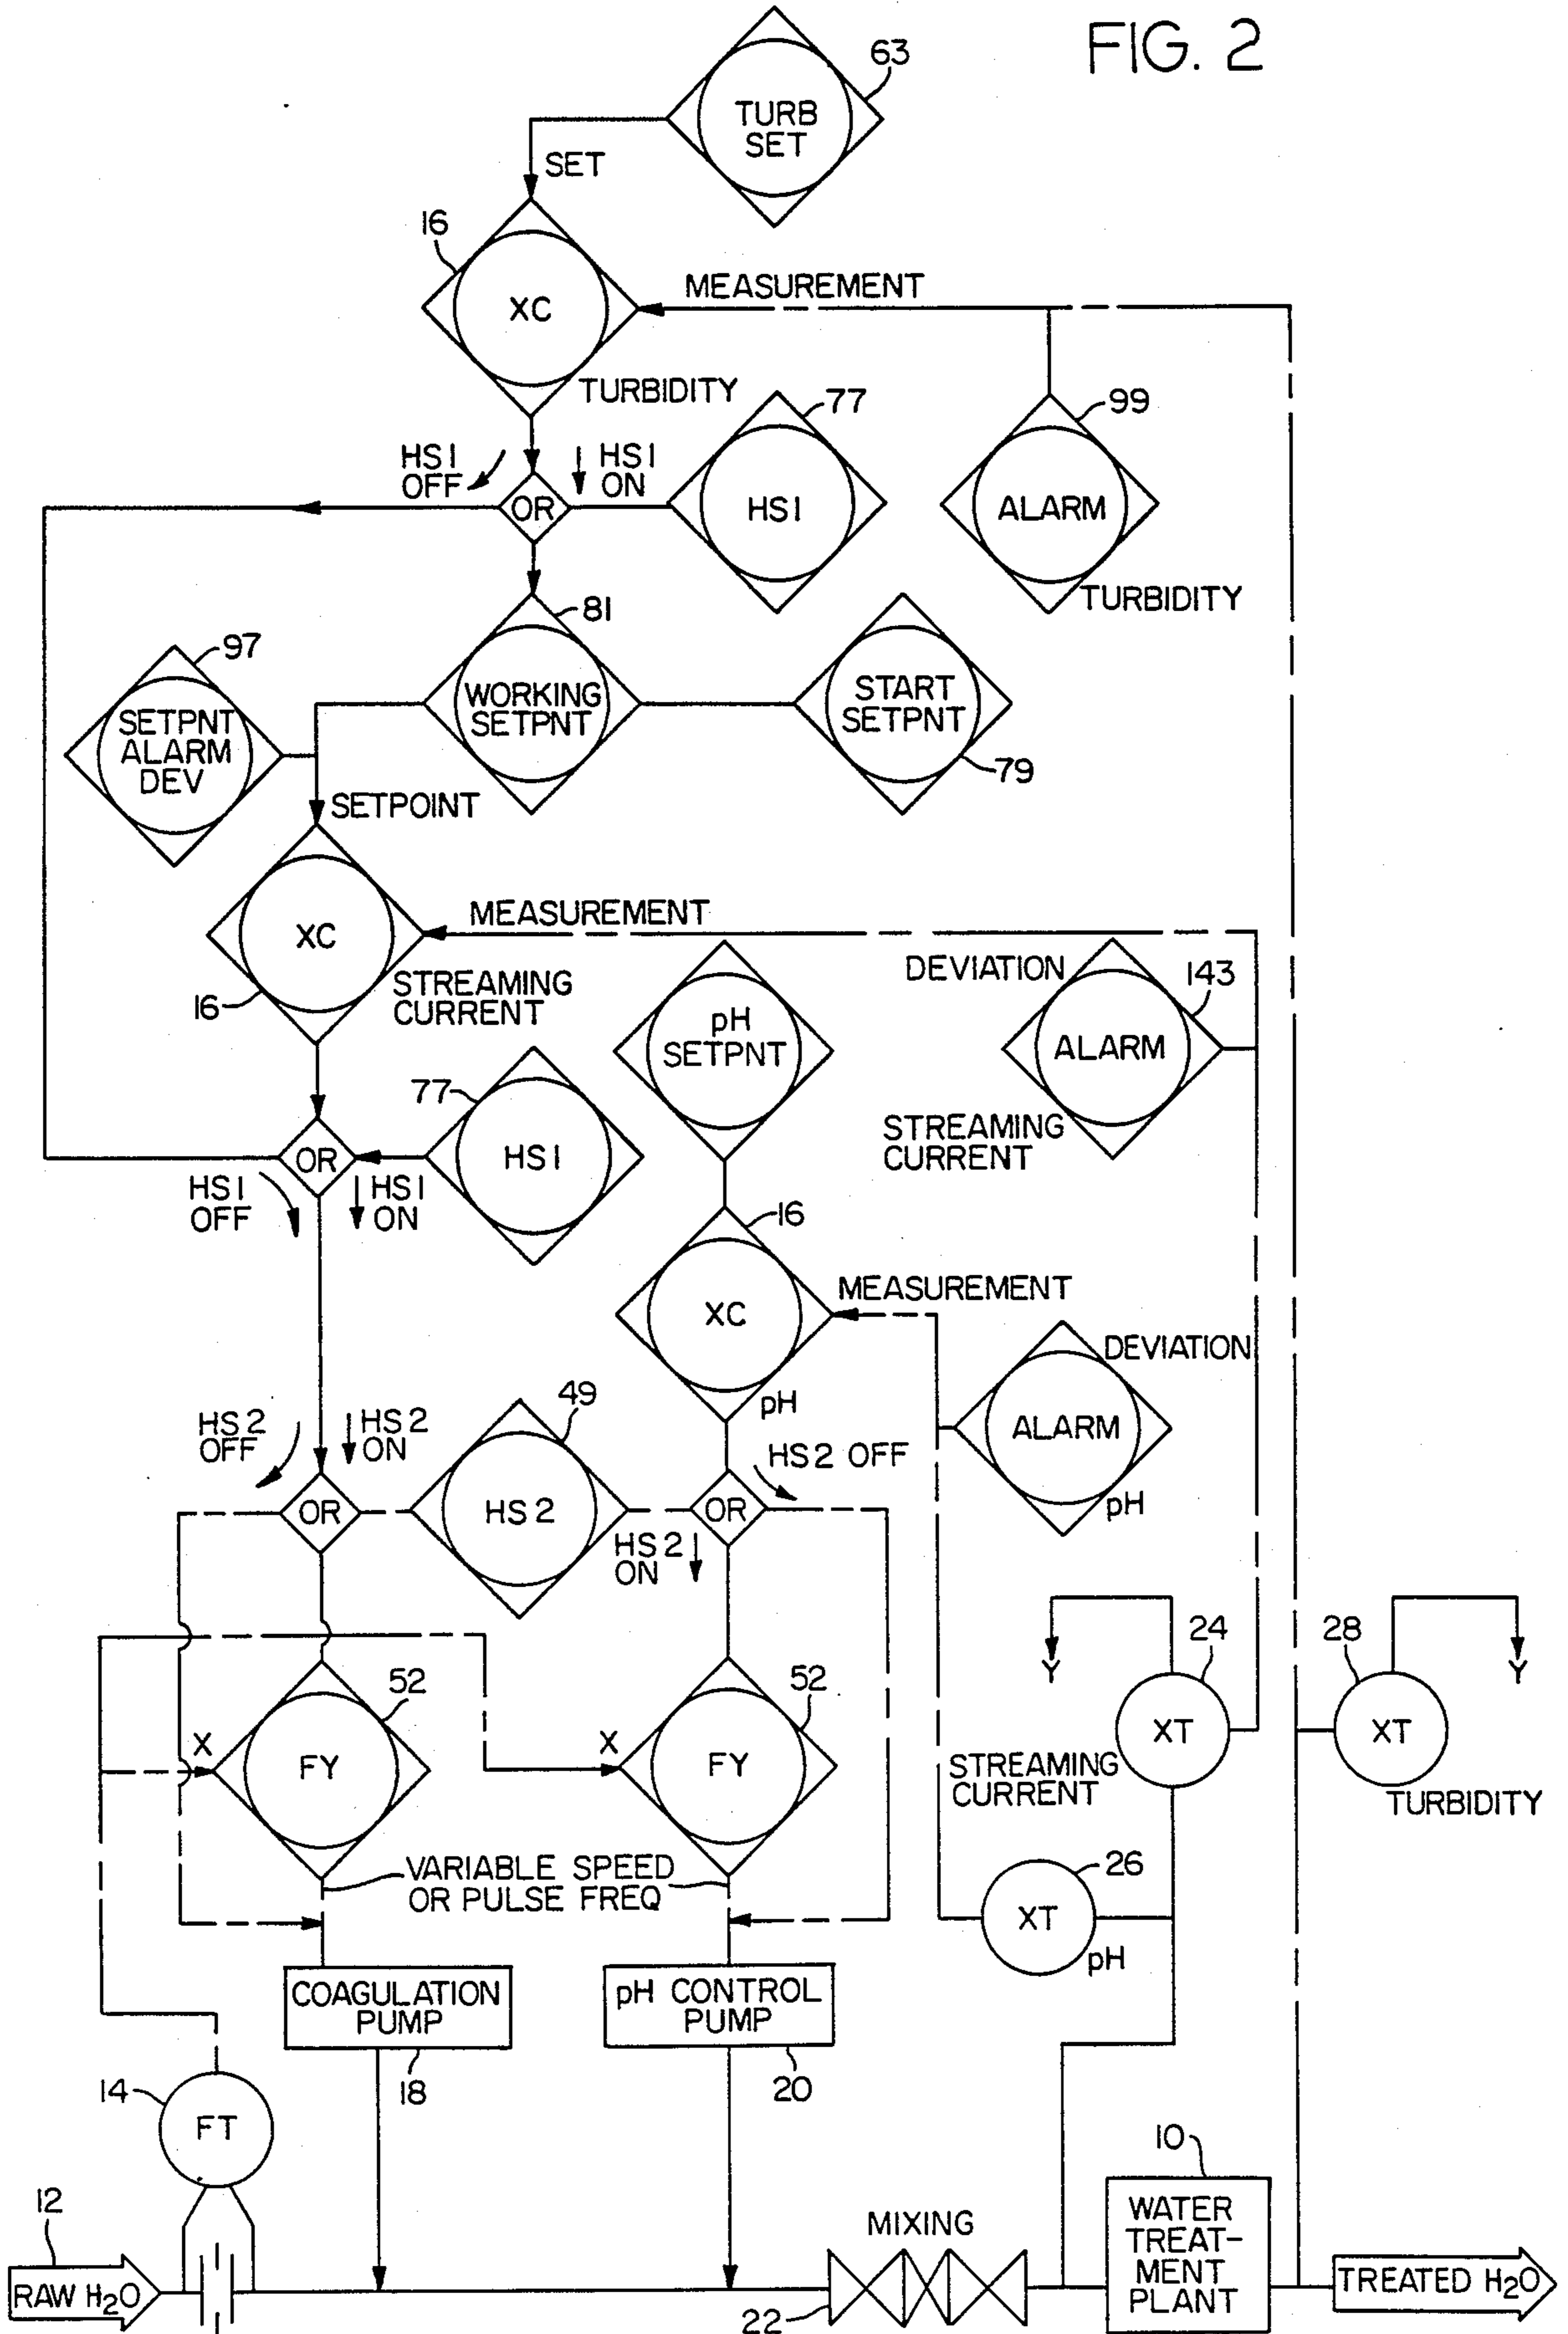 FIG. 2
63
TURB
SET
SET
16
XC
MEASUREMENT
TURBIDITY
77
99
HS1
OFF
HS1
ON
OR
HS1
ALARM
TURBIDITY
81
97
WORKING
SETPNT
START
SETPNT
79
SETPNT
ALARM
DEV
SETPOINT
XC
MEASUREMENT
16
STREAMING
CURRENT
DEVIATION
143
ALARM
STREAMING
CURRENT
pH
SETPNT
77
OR
HS1
HS1
OFF
HS1
ON
16
XC
MEASUREMENT
pH
DEVIATION
ALARM
pH
HS2
OFF
HS2
ON
49
HS2 OFF
OR
HS2
OR
HS2
ON
24
28
Y
Y
XT
XT
STREAMING
CURRENT
TURBIDITY
52
52
X
X
FY
FY
VARIABLE SPEED
OR PULSE FREQ
26
XT
pH
COAGULATION
PUMP
pH CONTROL
PUMP
18
20
14
FT
12
RAW H2O
MIXING
22
10
WATER
TREAT-
MENT
PLANT
TREATED H2O